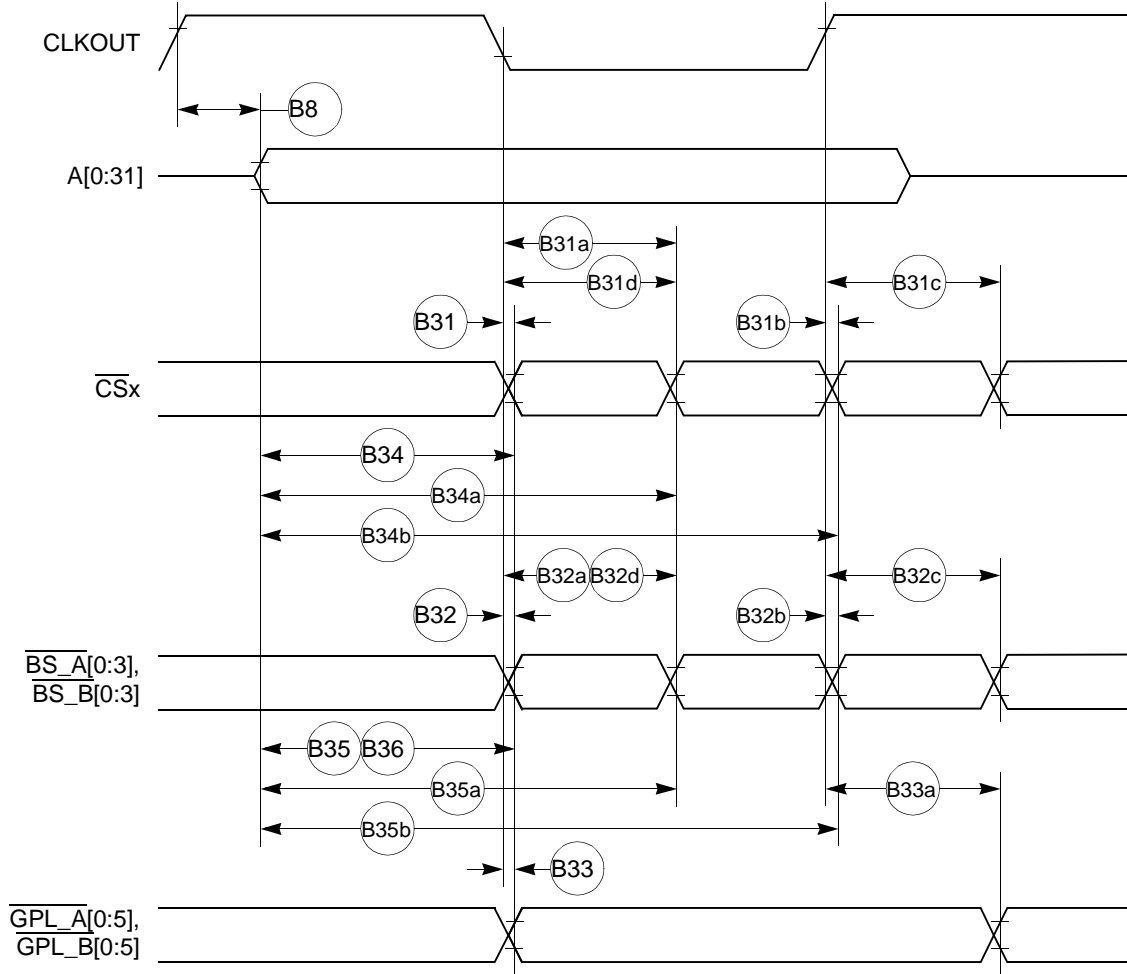 CLKOUT
B8
A[0:31]
B31a
B31d
B31c
B31
B31b
CSx
B34
B34a
B34b
B32a B32d
B32c
B32
B32b
BS_A[0:3],
BS_B[0:3]
B35 B36
B35a
B33a
B35b
B33
GPL_A[0:5],
GPL_B[0:5]